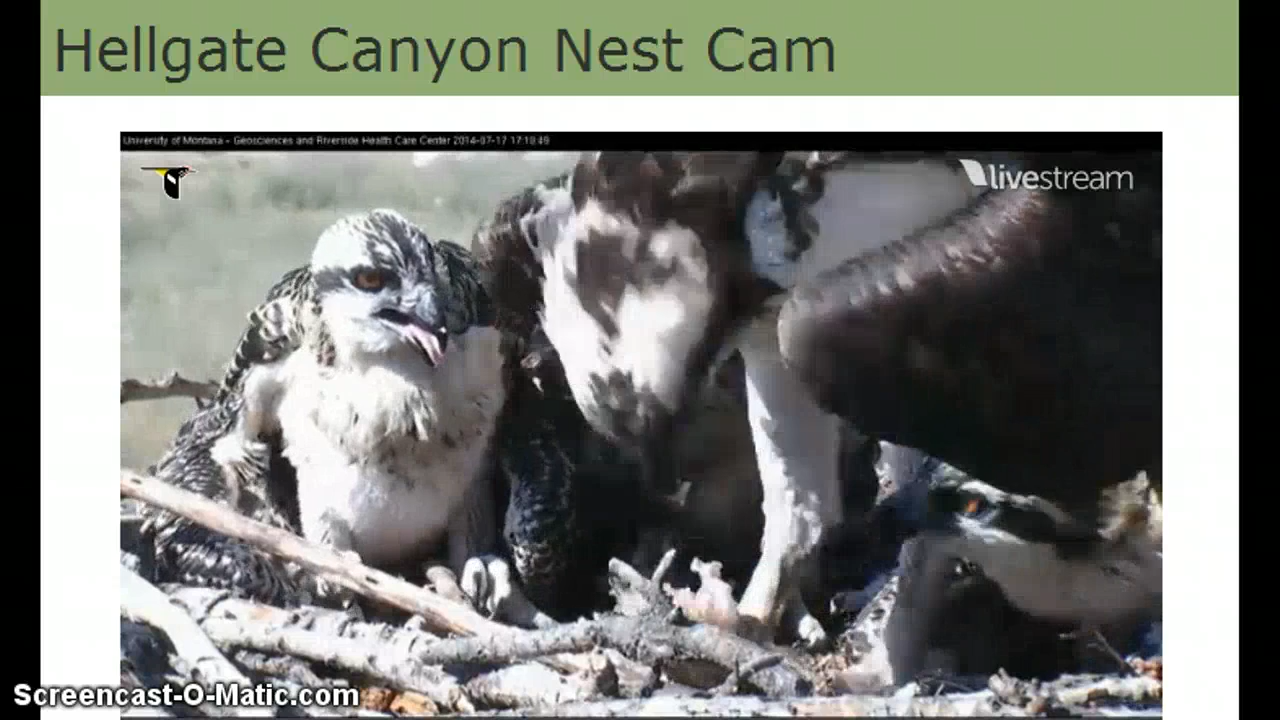 Hellgate Canyon Nest Cam
University of Montana - Geosciences and Riverside Health Care Center 2014-07-17 17:19:49
livestream
Screencast-O-Matic.com